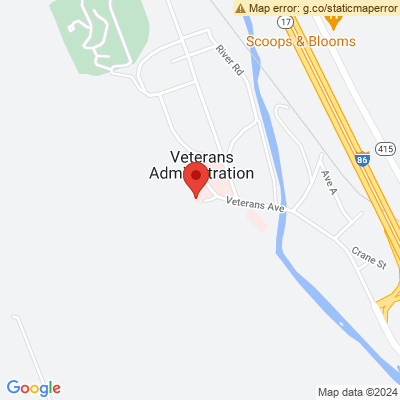 Map error: g.co/staticmaperror
17
Scoops & Blooms
River Rd
415
86
Veterans
Administration
Ave A
Veterans Ave
Crane St
Google
Map data ©2024